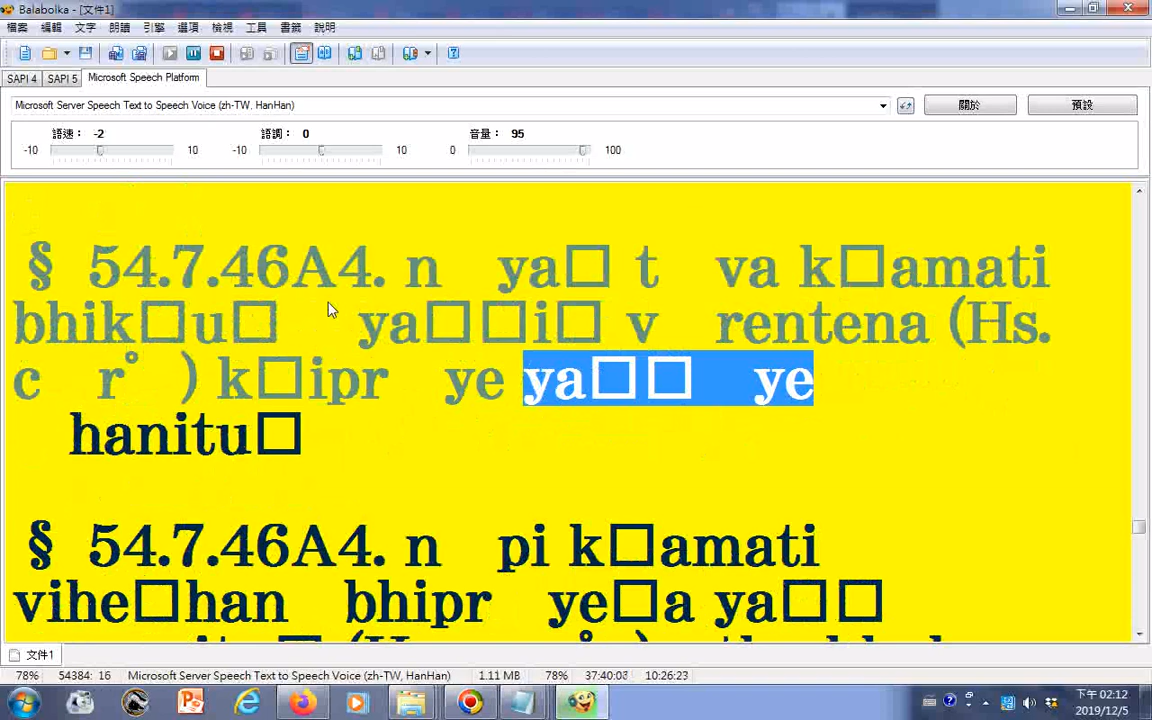 Balabolka - [文件1]
檔案 編輯 文字 朗讀 引擎 選項 檢視 工具 書籤 說明
SAPI 4 SAPI 5 Microsoft Speech Platform
Microsoft Server Speech Text to Speech Voice (zh-TW, HanHan) 關於 預設
語速: -2 語調: 0 音量: 95
-10 10 -10 10 0 100
§ 54.7.46A4. n ya□ t va k□amati
bhik□u□ ya□□i□ v rentena (Hs.
c r° ) k□ipr ye ya□□ ye
hanitu□
§ 54.7.46A4. n pi k□amati
vihe□han bhipr ye□a ya□□
文件1
78% 54384: 16 Microsoft Server Speech Text to Speech Voice (zh-TW, HanHan) 1.11 MB 78% 37:40:03 10:26:23
下午 02:12
2019/12/5